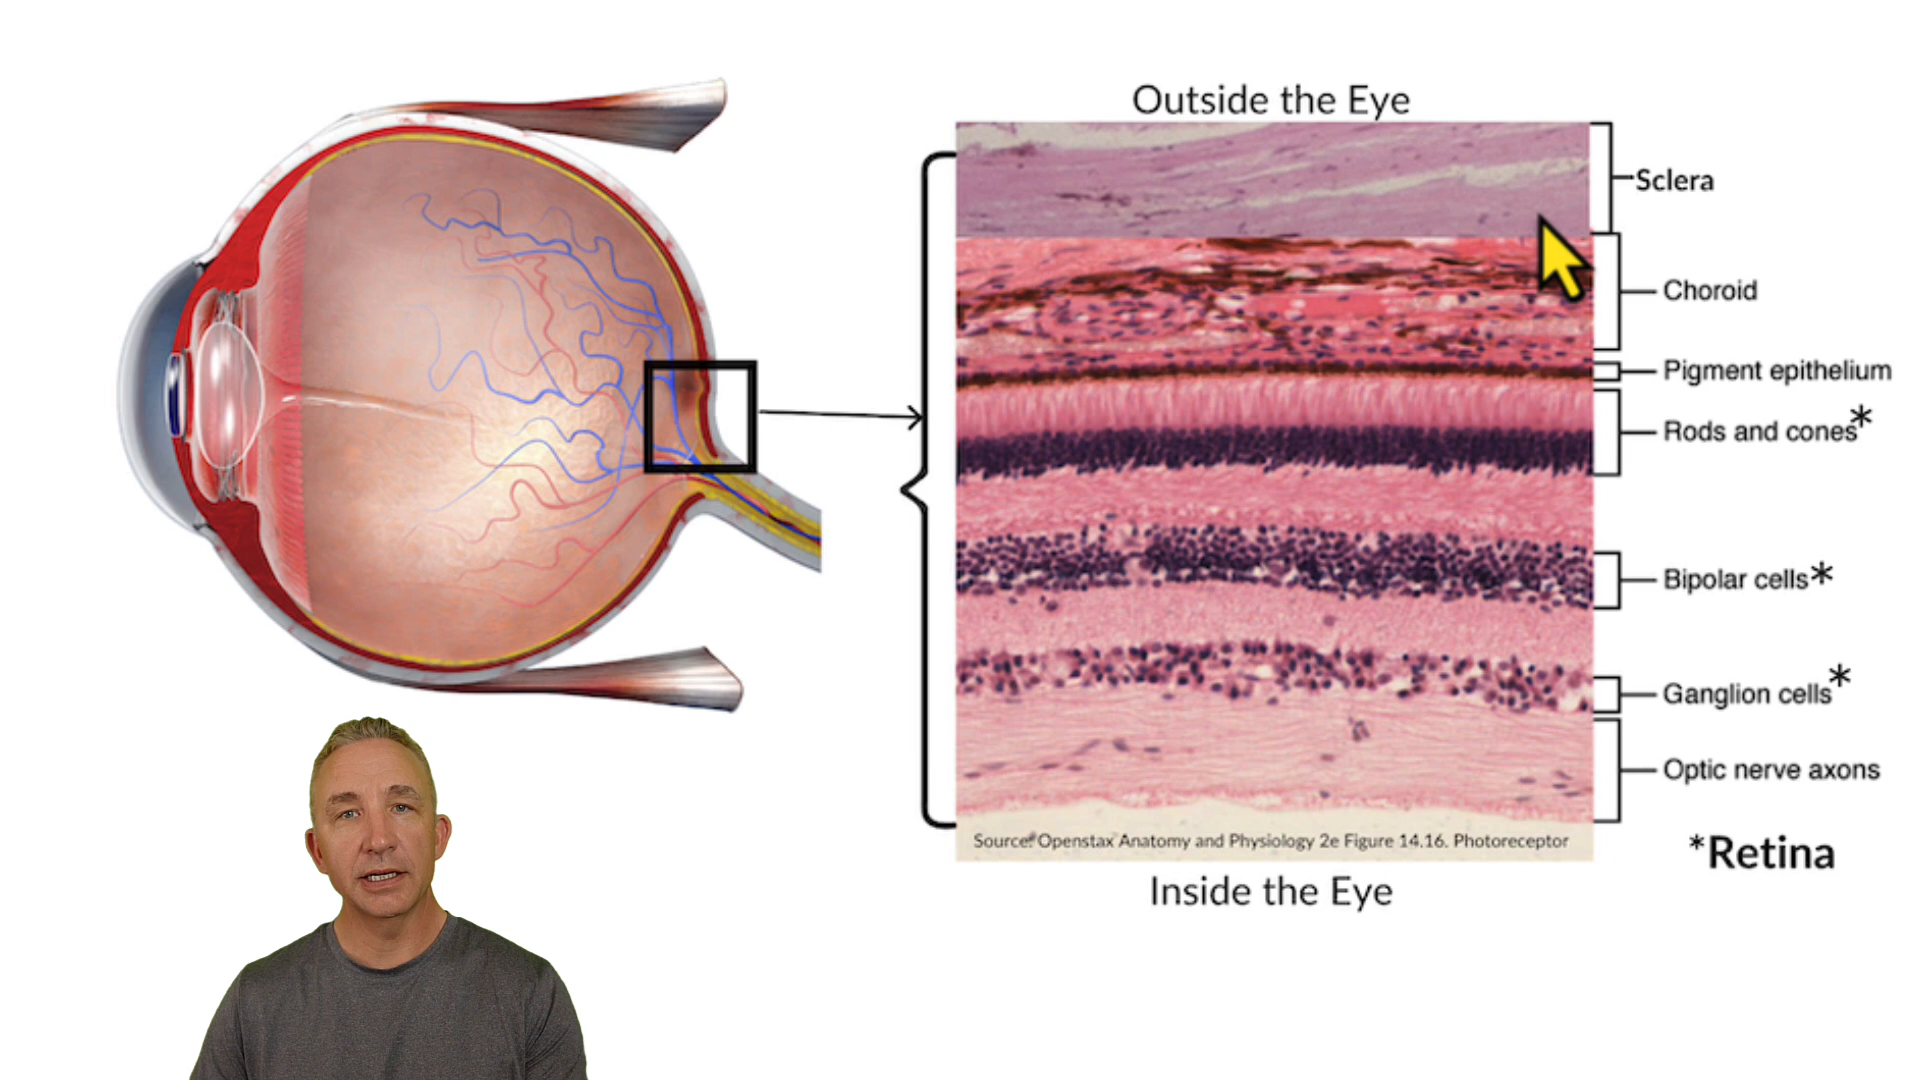 Outside the Eye
Sclera
Choroid
Pigment epithelium
Rods and cones*
Bipolar cells*
Ganglion cells*
Optic nerve axons
Source: Openstax Anatomy and Physiology 2e Figure 14.16. Photoreceptor
*Retina
Inside the Eye